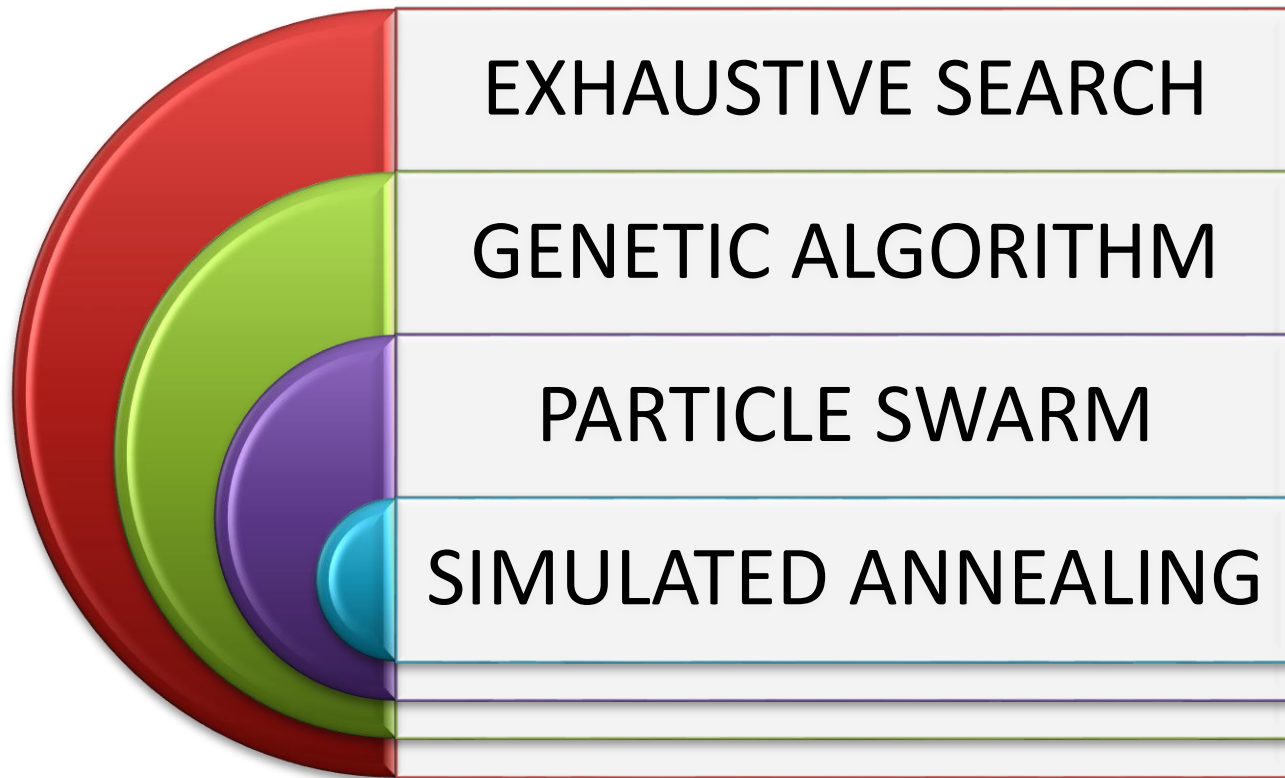 EXHAUSTIVE SEARCH
GENETIC ALGORITHM
PARTICLE SWARM
SIMULATED ANNEALING